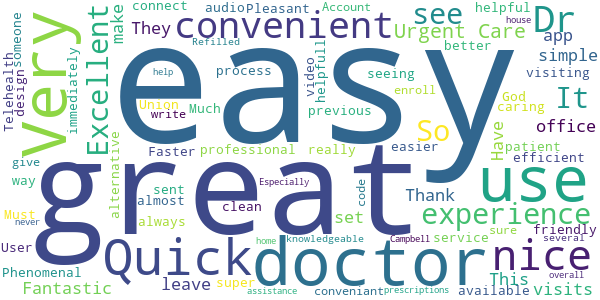 connect
audio
Pleasant
see
Dr
Account
helpful
house
They
convenient
Urgent Care
make
Refilled
better
app
someone
Excellent
very
easy
simple
Telehealth
design
immediately
help
process
helpfull
video
seeing
visiting
Union
previous
enroll
God
It
caring
Much
write
So
office
alternative
Faster
professional
really
easier
Have
patient
great
efficient
give
way
sent
Especially
code
Thank
use
almost
clean
set
experience
Must
always
service
friendly
never
User
Quick
home
knowledgeable
Campbell
sure
several
doctor
nice
Phenomenal
This
overall
Fantastic
leave
super
assistance
conveniant
prescriptions
available
visits